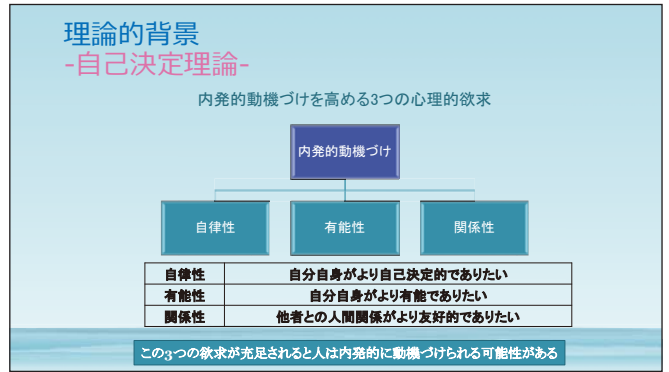 理論的背景
-自己決定理論-
内発的動機づけを高める3つの心理的欲求
内発的動機づけ
自律性 有能性 関係性
自律性 自分自身がより自己決定的でありたい
有能性 自分自身がより有能でありたい
関係性 他者との人間関係がより友好的でありたい
この3つの欲求が充足されると人は内発的に動機づけられる可能性がある